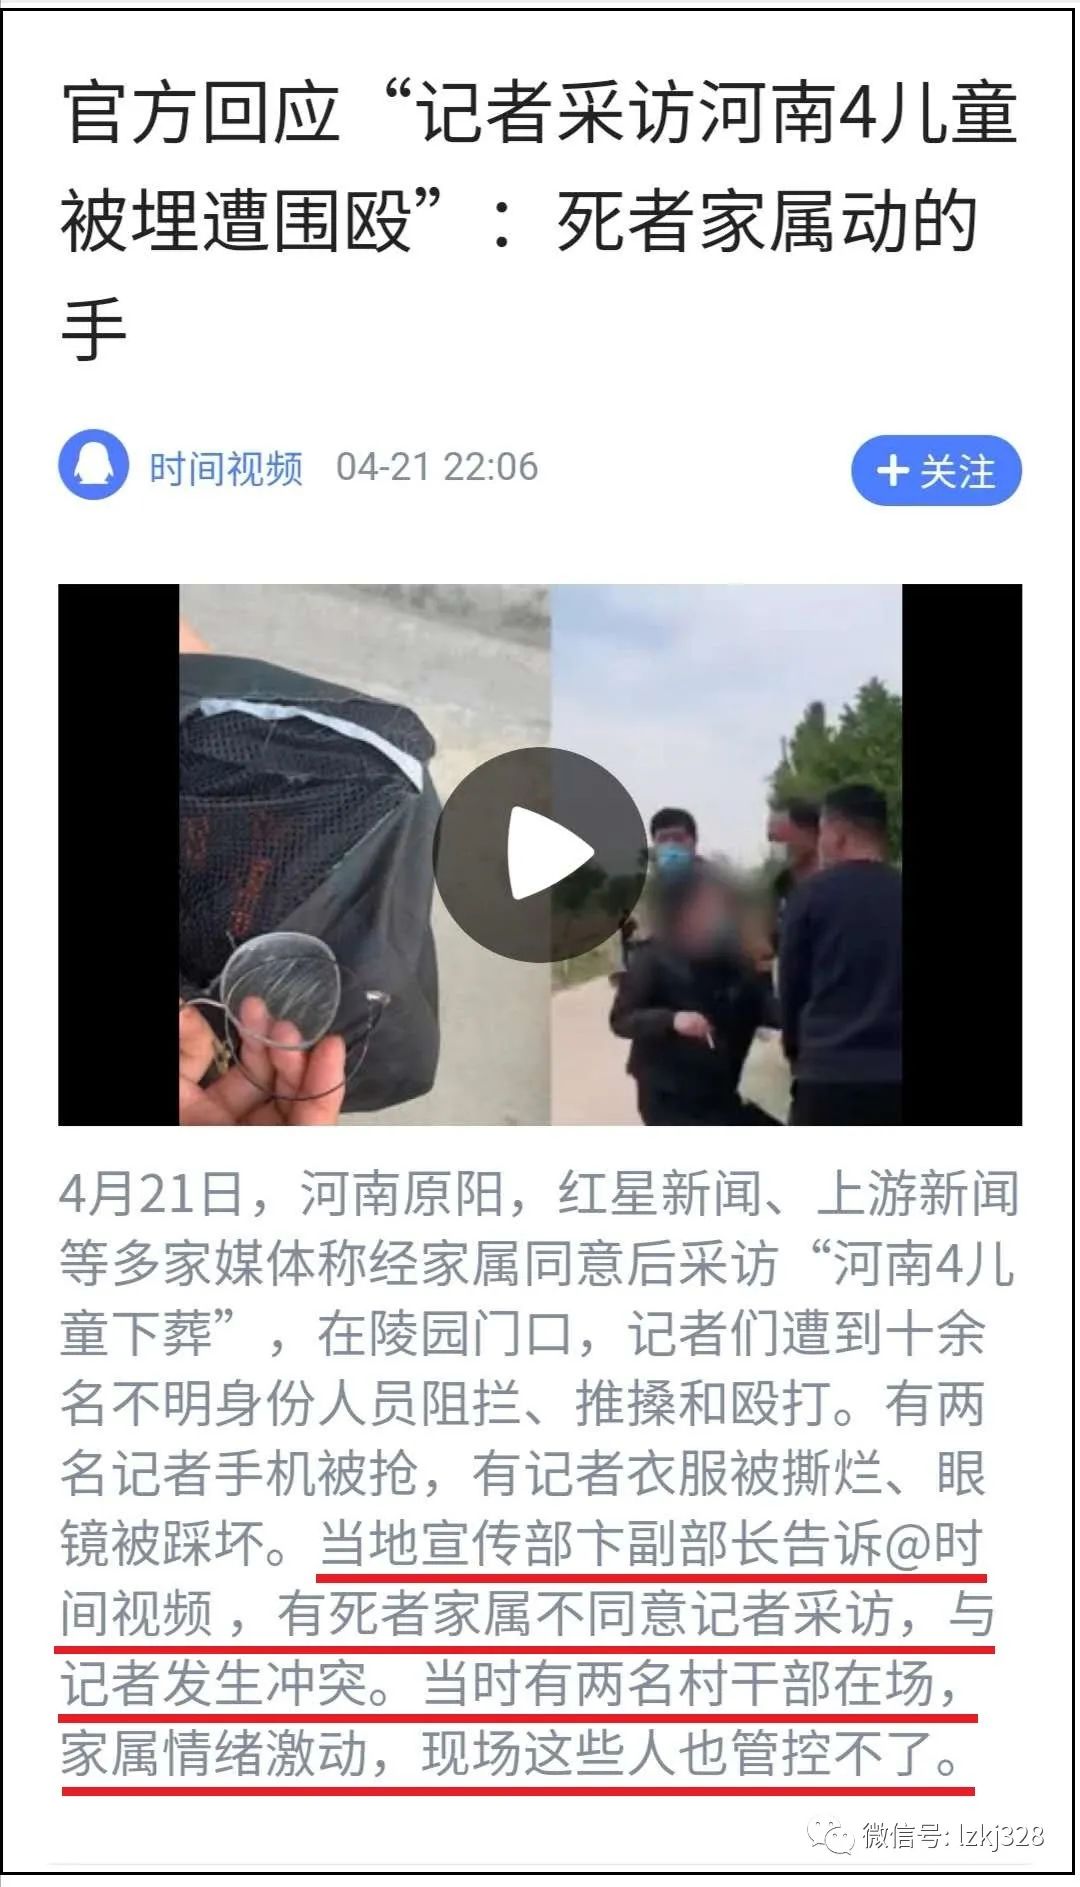 官方回应“记者采访河南4儿童
被埋遭围殴”：死者家属动的
手
时间视频 04-21 22:06
+关注
4月21日，河南原阳，红星新闻、上游新闻
等多家媒体称经家属同意后采访“河南4儿
童下葬”，在陵园门口，记者们遭到十余
名不明身份人员阻拦、推搡和殴打。有两
名记者手机被抢，有记者衣服被撕烂、眼
镜被踩坏。当地宣传部卞副部长告诉@时
间视频，有死者家属不同意记者采访，与
记者发生冲突。当时有两名村干部在场，
家属情绪激动，现场这些人也管控不了。
微信号: lzkj328